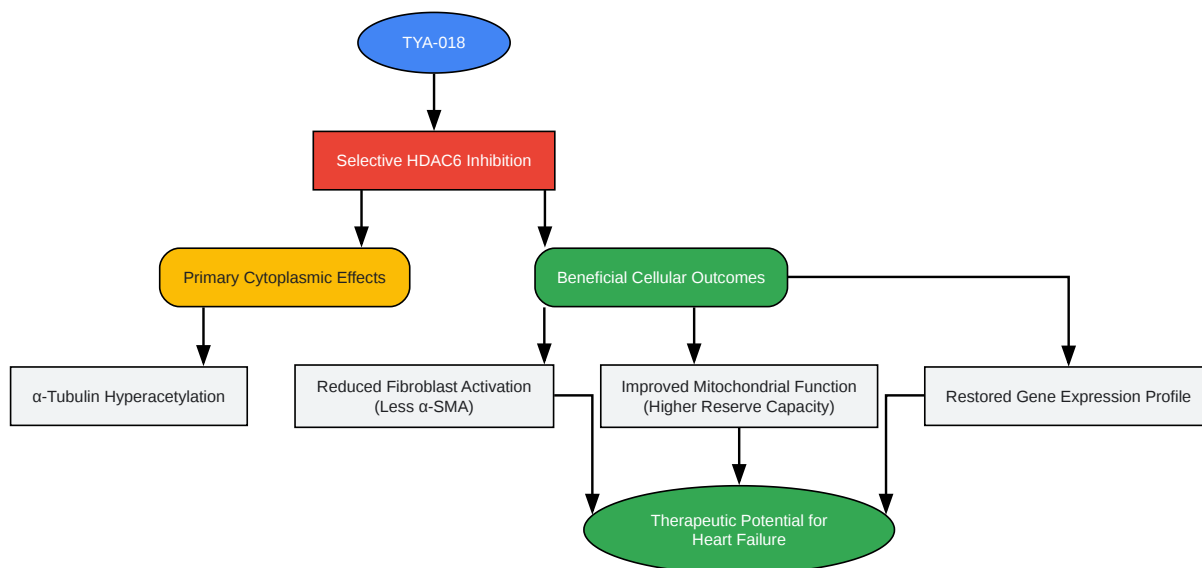 TYA-018
Selective HDAC6 Inhibition
Primary Cytoplasmic Effects
Beneficial Cellular Outcomes
α-Tubulin Hyperacetylation
Reduced Fibroblast Activation
(Less α-SMA)
Improved Mitochondrial Function
(Higher Reserve Capacity)
Restored Gene Expression Profile
Therapeutic Potential for
Heart Failure